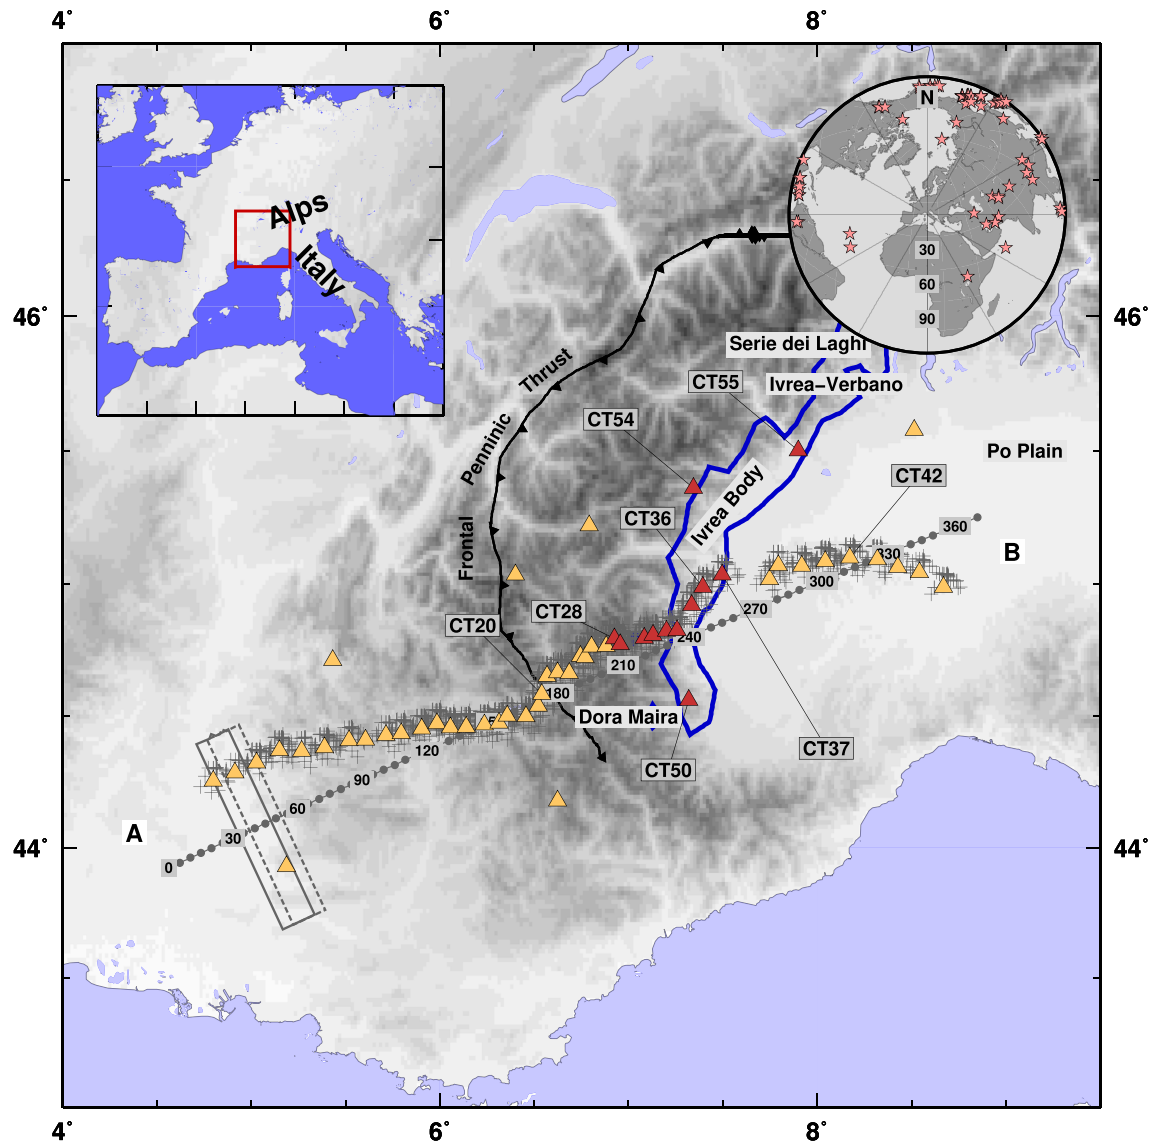 4°
6°
8°
N
30
60
90
Alps
Italy
46°
46°
Serie dei Laghi
Ivrea–Verbano
CT55
CT54
Thrust
Penninic
Frontal
Po Plain
CT42
CT36
Ivrea Body
360
B
330
300
270
CT28
CT20
240
210
180
Dora Maira
CT37
CT50
120
90
60
A
30
0
44°
44°
4°
6°
8°